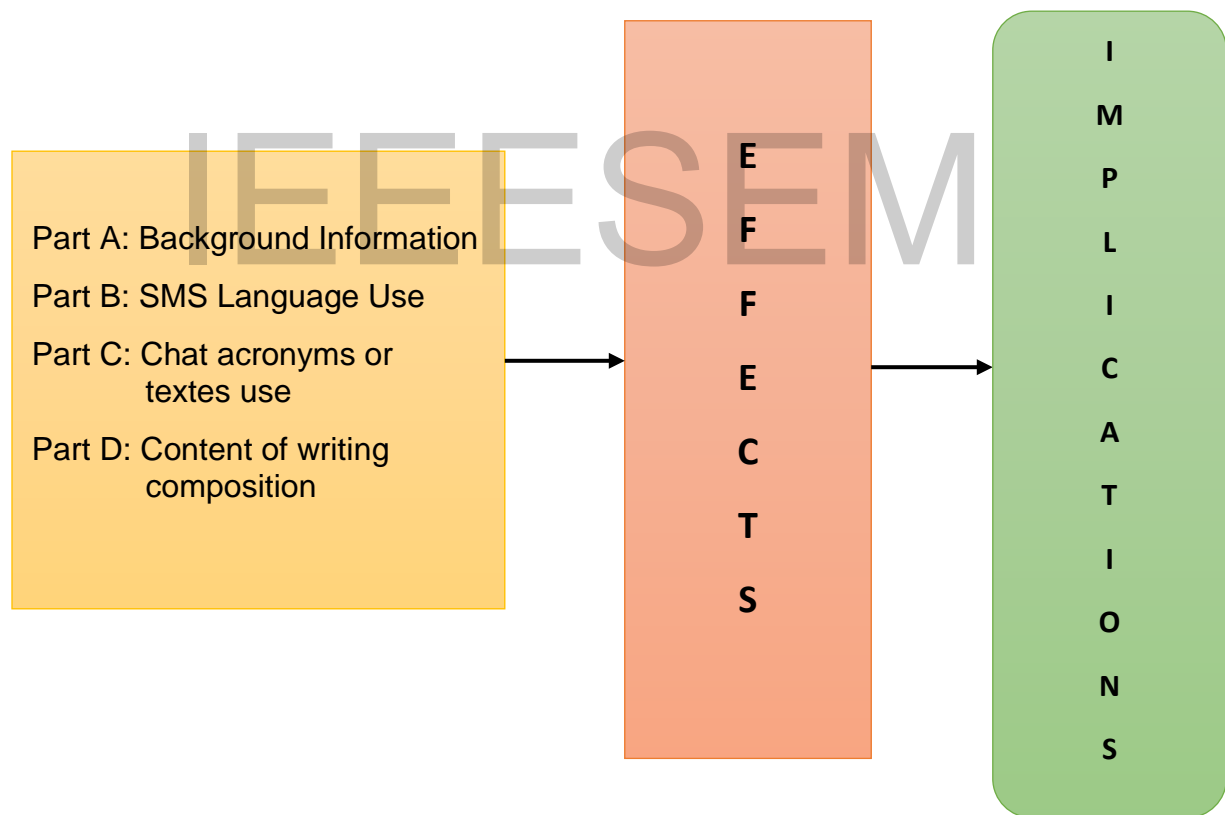 IEEESEM
Part A: Background Information
Part B: SMS Language Use
Part C: Chat acronyms or
textes use
Part D: Content of writing
composition
E
F
F
E
C
T
S
I
M
P
L
I
C
A
T
I
O
N
S